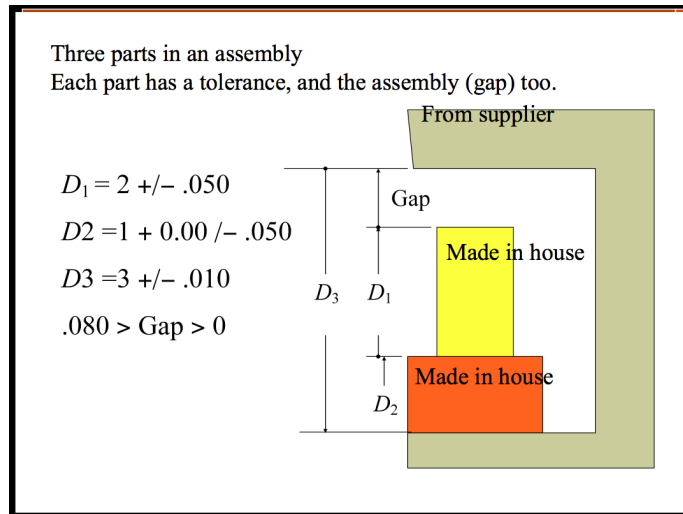 Three parts in an assembly
Each part has a tolerance, and the assembly (gap) too.
From supplier
D₁ = 2 +/– .050
Gap
D2 =1 + 0.00 /– .050
Made in house
D3 =3 +/– .010
D₃ D₁
.080 > Gap > 0
Made in house
D₂